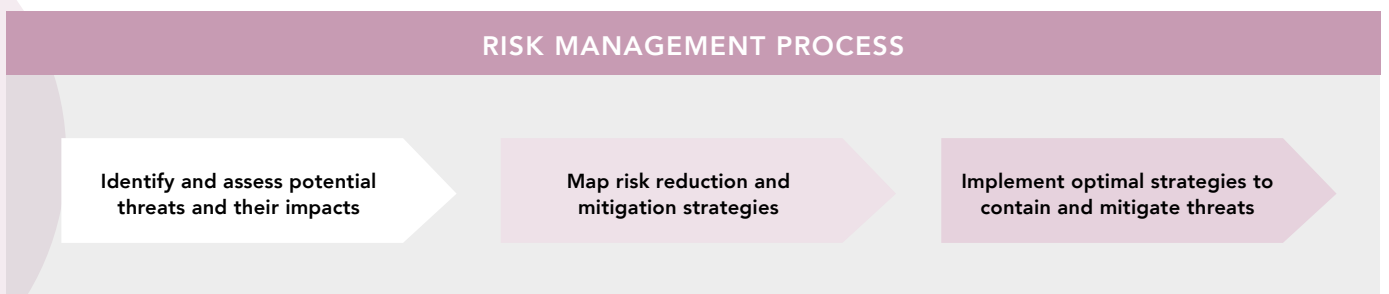 RISK MANAGEMENT PROCESS
Identify and assess potential
threats and their impacts
Map risk reduction and
mitigation strategies
Implement optimal strategies to
contain and mitigate threats